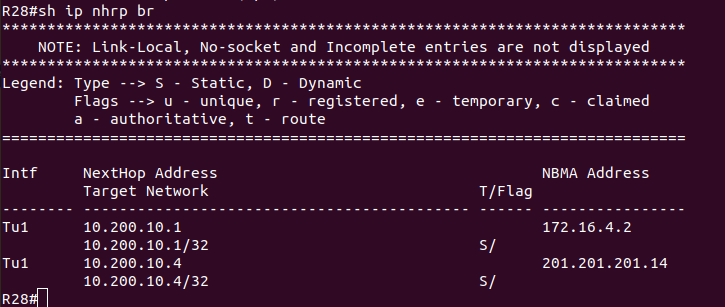 R28#sh ip nhrp br
****************************************************************************
    NOTE: Link-Local, No-socket and Incomplete entries are not displayed
****************************************************************************
Legend: Type --> S - Static, D - Dynamic
        Flags --> u - unique, r - registered, e - temporary, c - claimed
        a - authoritative, t - route
============================================================================
Intf     NextHop Address                                    NBMA Address
         Target Network                              T/Flag
-------- ------------------------------------------- ------ ----------------
Tu1      10.200.10.1                                        172.16.4.2
         10.200.10.1/32                              S/
Tu1      10.200.10.4                                        201.201.201.14
         10.200.10.4/32                              S/
R28#